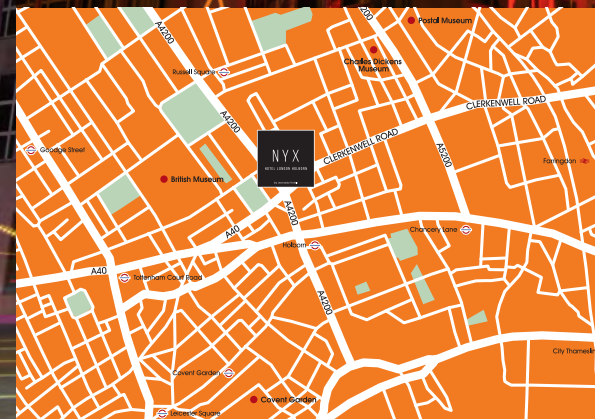 A4200
A5200
Postal Museum
Charles Dickens
Museum
Russell Square
A4200
CLERKENWELL ROAD
NYX
HOTEL LONDON HOLBORN
CLERKENWELL ROAD
A5200
Goodge Street
Farringdon
British Museum
A4200
A40
Chancery Lane
Holborn
A40
Tottenham Court Road
A4200
City Thameslin
Covent Garden
Covent Garden
Leicester Square